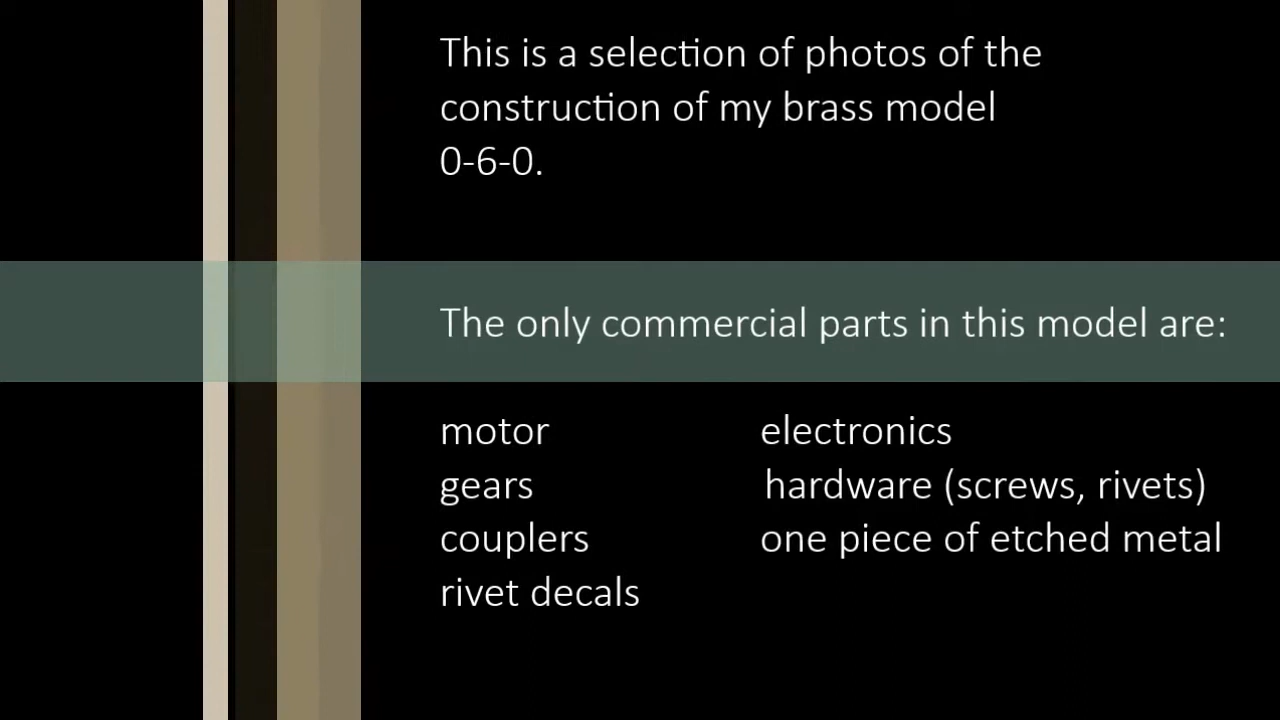 This is a selection of photos of the
construction of my brass model
0-6-0.
The only commercial parts in this model are:
motor
gears
couplers
rivet decals
electronics
hardware (screws, rivets)
one piece of etched metal